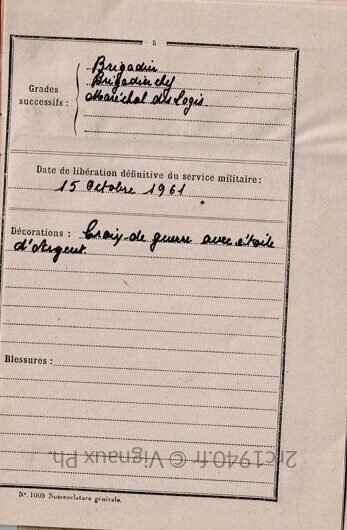 5
Grades successifs :
Brigadier
Brigadier chef
Maréchal des Logis
Date de libération définitive du service militaire :
15 Octobre 1961
Décorations : Croix de guerre avec étoile
d'Argent.
Blessures :
2rc1940.fr © Vignaux Ph.
N°. 1008 Nomenclature générale.